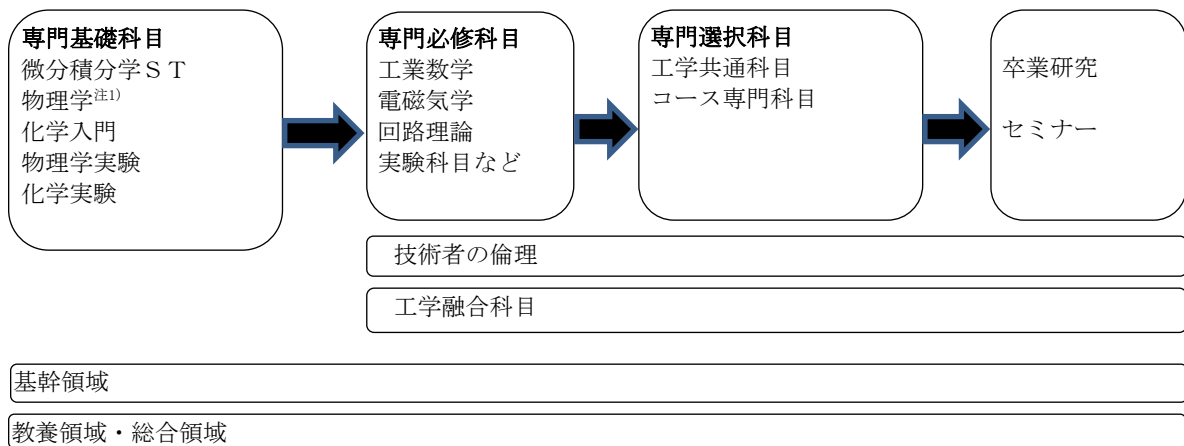 専門基礎科目
微分積分学ＳＴ
物理学注1)
化学入門
物理学実験
化学実験
専門必修科目
工業数学
電磁気学
回路理論
実験科目など
専門選択科目
工学共通科目
コース専門科目
卒業研究
セミナー
技術者の倫理
工学融合科目
基幹領域
教養領域・総合領域